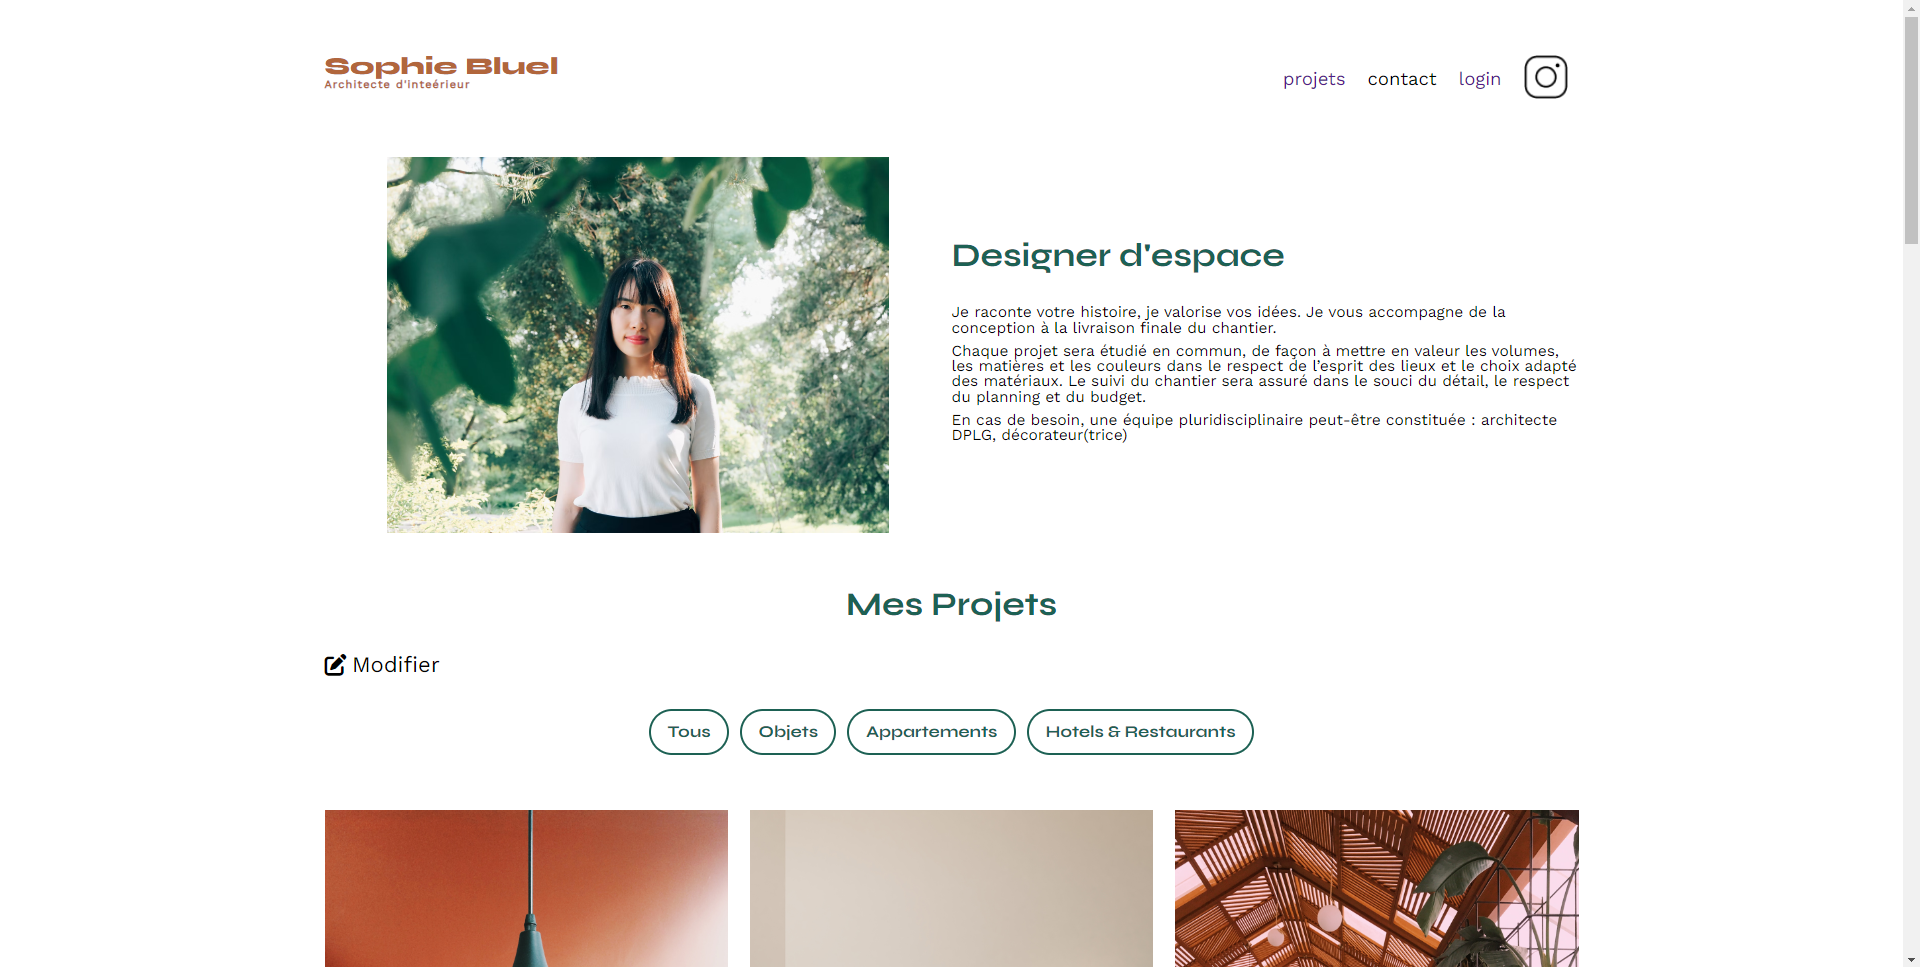 Sophie Bluel
Architecte d'inteérieur
projets contact login
Designer d'espace
Je raconte votre histoire, je valorise vos idées. Je vous accompagne de la
conception à la livraison finale du chantier.
Chaque projet sera étudié en commun, de façon à mettre en valeur les volumes,
les matières et les couleurs dans le respect de l’esprit des lieux et le choix adapté
des matériaux. Le suivi du chantier sera assuré dans le souci du détail, le respect
du planning et du budget.
En cas de besoin, une équipe pluridisciplinaire peut-être constituée : architecte
DPLG, décorateur(trice)
Mes Projets
Modifier
Tous Objets Appartements Hotels & Restaurants